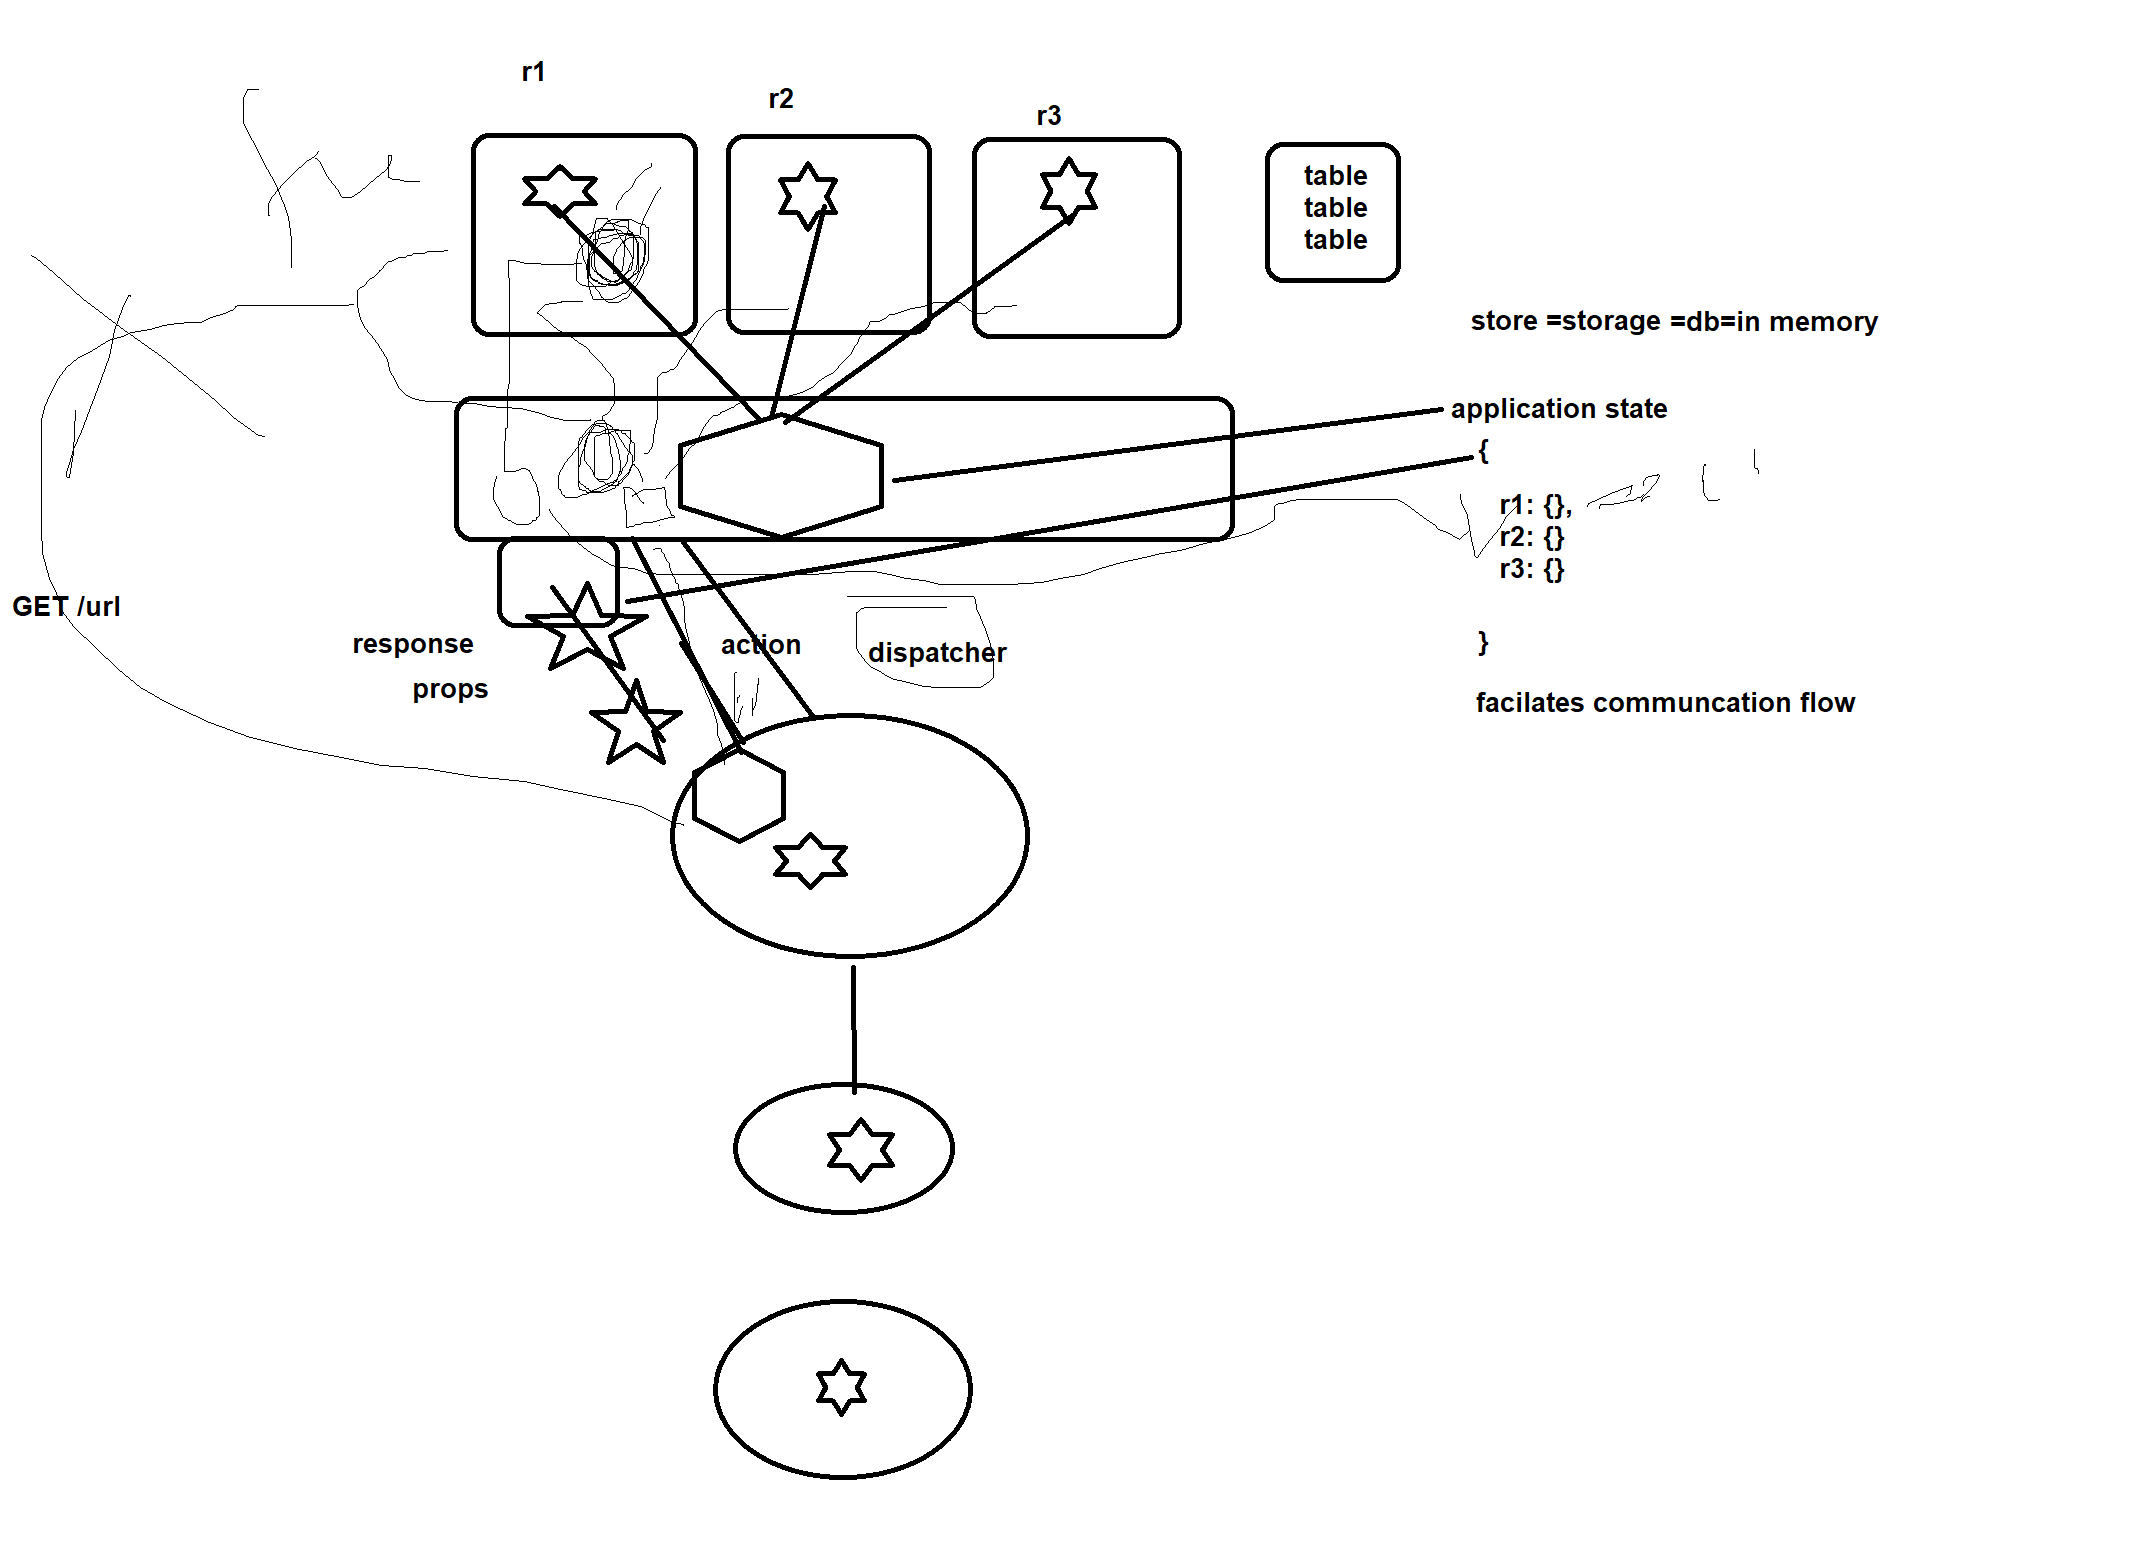 r1
r2
r3
table
table
table
store =storage =db=in memory
application state
{
r1: {},
r2: {}
r3: {}
}
GET /url
response
props
action
dispatcher
facilates communcation flow